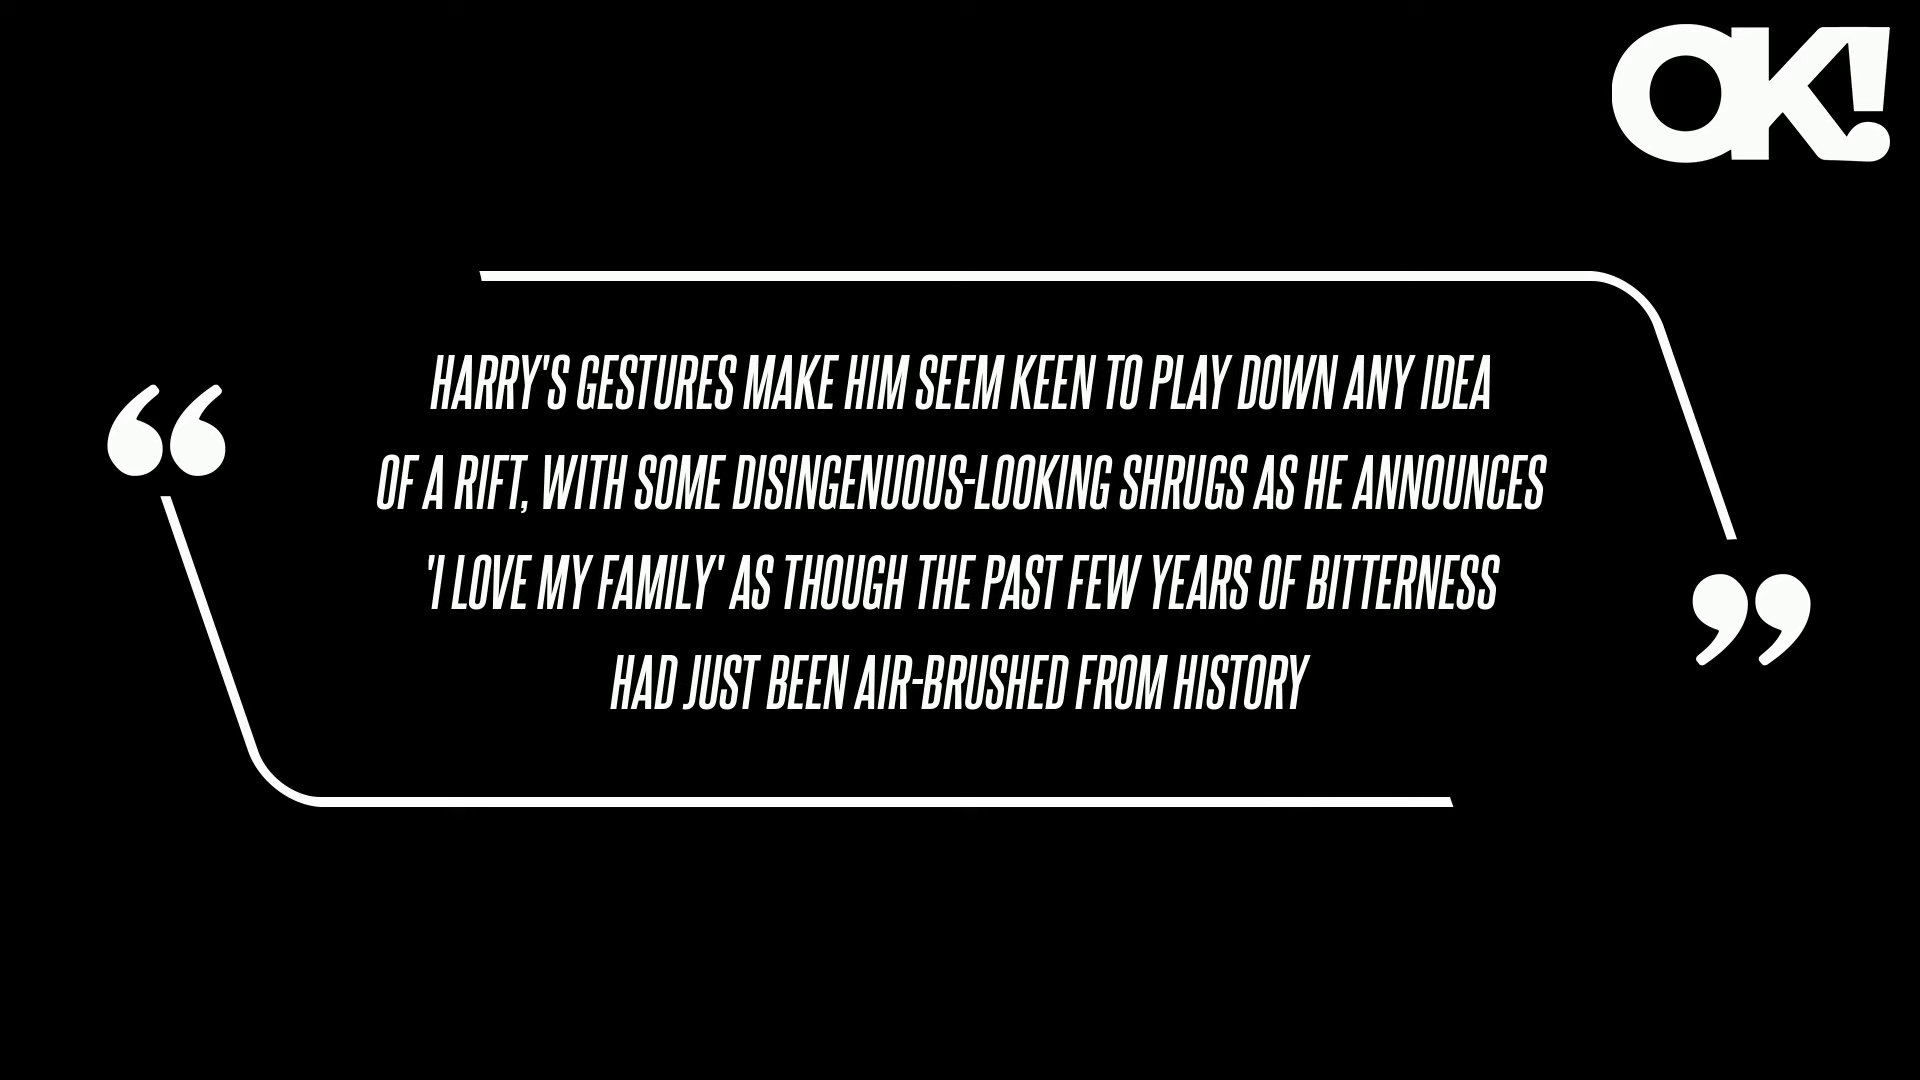 OK!
“
HARRY'S GESTURES MAKE HIM SEEM KEEN TO PLAY DOWN ANY IDEA
OF A RIFT, WITH SOME DISINGENUOUS-LOOKING SHRUGS AS HE ANNOUNCES
'I LOVE MY FAMILY' AS THOUGH THE PAST FEW YEARS OF BITTERNESS
HAD JUST BEEN AIR-BRUSHED FROM HISTORY
”